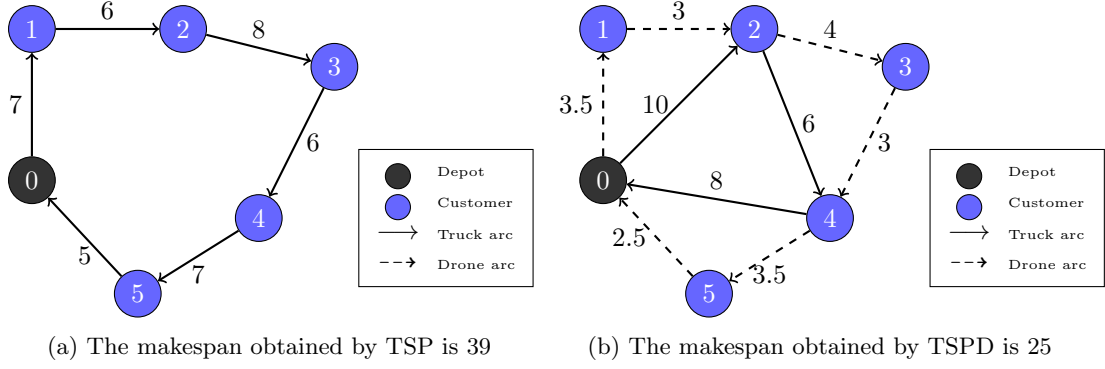 6
1
2
8
3
7
6
0
4
5
7
5
Depot
Customer
Truck arc
Drone arc
(a) The makespan obtained by TSP is 39
3
1
2
4
3
3.5
10
6
3
0
8
4
2.5
3.5
5
Depot
Customer
Truck arc
Drone arc
(b) The makespan obtained by TSPD is 25